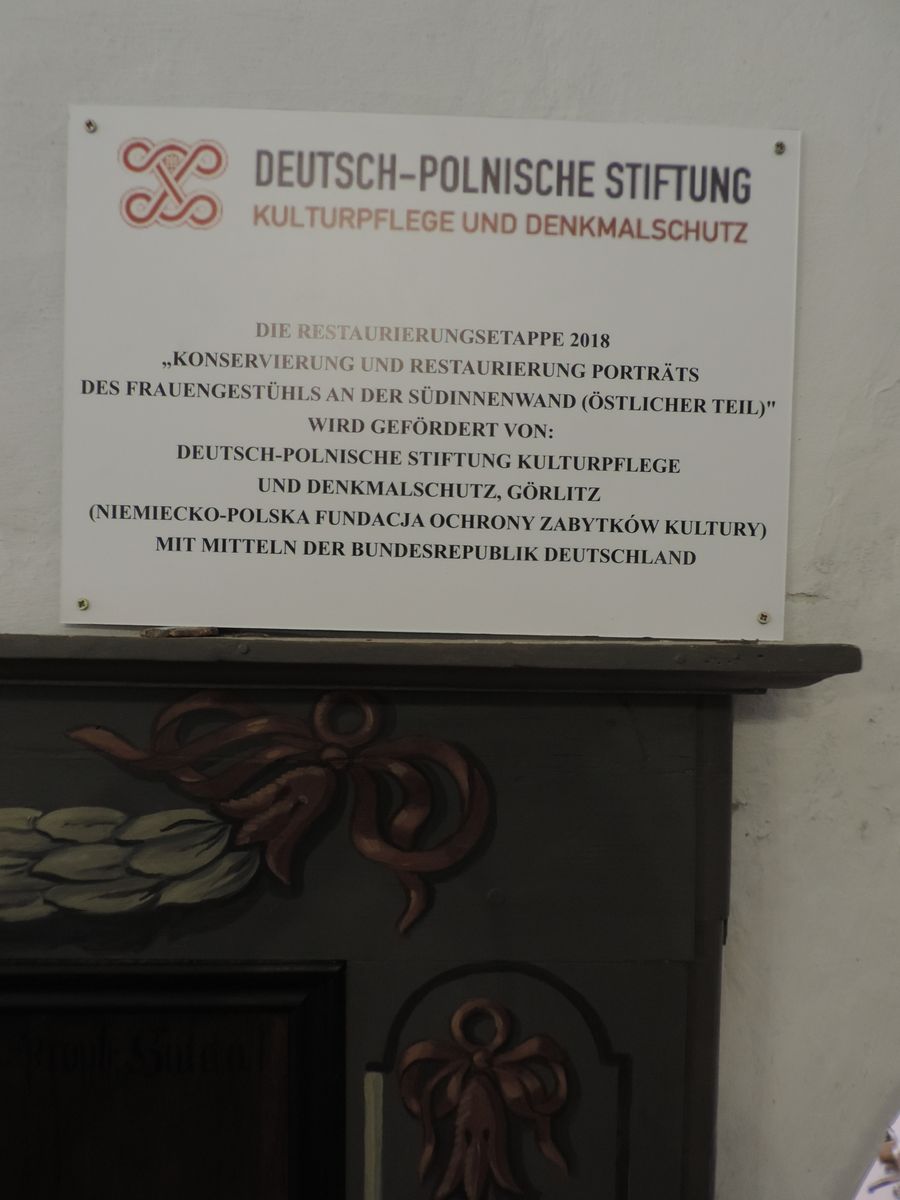 DEUTSCH-POLNISCHE STIFTUNG
KULTURPFLEGE UND DENKMALSCHUTZ
DIE RESTAURIERUNGSETAPPE 2018
„KONSERVIERUNG UND RESTAURIERUNG PORTRÄTS
DES FRAUENGESTÜHLS AN DER SÜDINNENWAND (ÖSTLICHER TEIL)"
WIRD GEFÖRDERT VON:
DEUTSCH-POLNISCHE STIFTUNG KULTURPFLEGE
UND DENKMALSCHUTZ, GÖRLITZ
(NIEMIECKO-POLSKA FUNDACJA OCHRONY ZABYTKÓW KULTURY)
MIT MITTELN DER BUNDESREPUBLIK DEUTSCHLAND